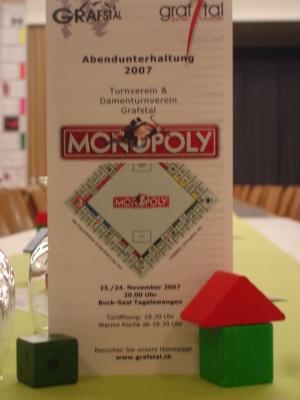 GRAFSTAL
grafstal
Abendunterhaltung
2007
Turnverein &
Damenturnverein
Grafstal
MONOPOLY
MONOPOLY
23./24. November 2007
20.00 Uhr
Buck-Saal Tagelswangen
Türöffnung: 18.30 Uhr
Warme Küche ab 18.30 Uhr
Besuchen Sie unsere Homepage
www.grafstal.ch